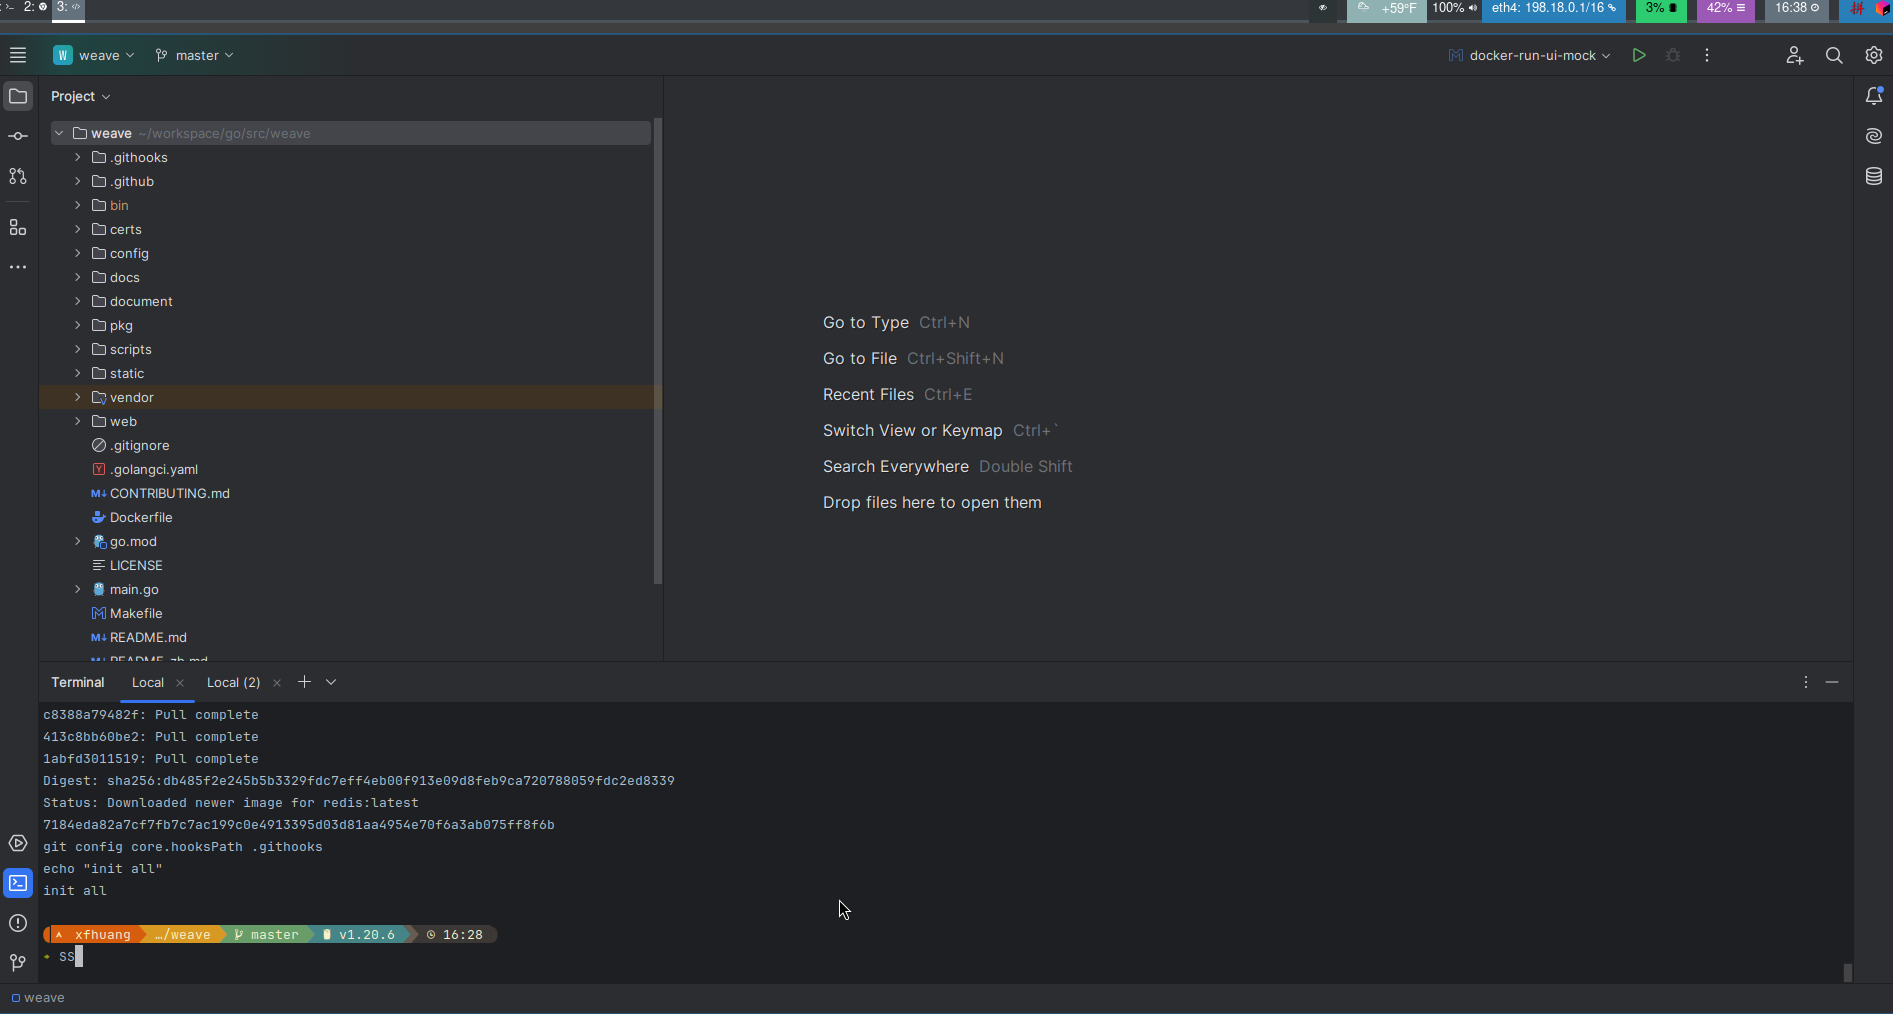 2:
3:
+59°F
100%
eth4: 198.18.0.1/16
3%
42%
16:38
拼
W weave
master
docker-run-ui-mock
Project
weave ~/workspace/go/src/weave
.githooks
.github
bin
certs
config
docs
document
pkg
scripts
static
vendor
web
.gitignore
.golangci.yaml
CONTRIBUTING.md
Dockerfile
go.mod
LICENSE
main.go
Makefile
README.md
README_zh.md
Go to Type Ctrl+N
Go to File Ctrl+Shift+N
Recent Files Ctrl+E
Switch View or Keymap Ctrl+`
Search Everywhere Double Shift
Drop files here to open them
Terminal Local Local (2)
c8388a79482f: Pull complete
413c8bb60be2: Pull complete
1abfd3011519: Pull complete
Digest: sha256:db485f2e245b5b3329fdc7eff4eb00f913e09d8feb9ca720788059fdc2ed8339
Status: Downloaded newer image for redis:latest
7184eda82a7cf7fb7c7ac199c0e4913395d03d81aa4954e70f6a3ab075ff8f6b
git config core.hooksPath .githooks
echo "init all"
init all
xfhuang …/weave master v1.20.6 16:28
SS
weave